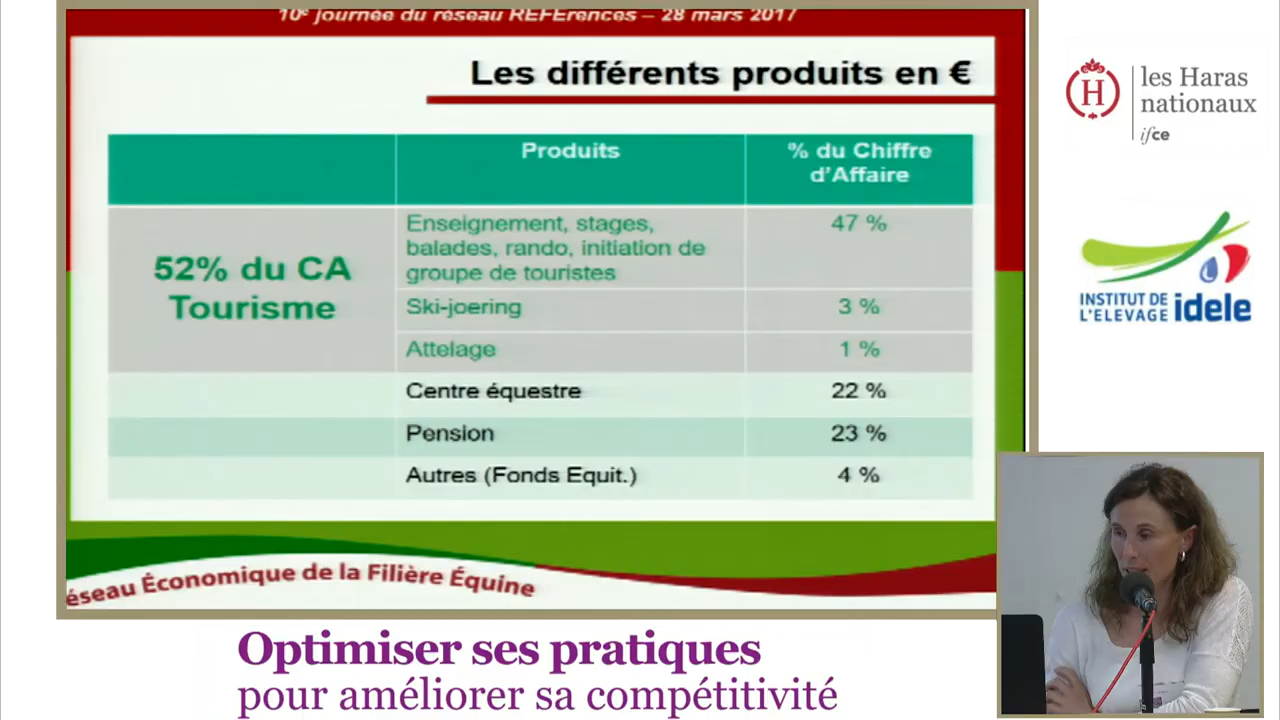 10e journée du réseau REFErences – 28 mars 2017
Les différents produits en €
Produits
% du Chiffre
d'Affaire
52% du CA
Tourisme
Enseignement, stages,
balades, rando, initiation de
groupe de touristes
47 %
Ski-joering
3 %
Attelage
1 %
Centre équestre
22 %
Pension
23 %
Autres (Fonds Equit.)
4 %
éseau Économique de la Filière Équine
Optimiser ses pratiques
pour améliorer sa compétitivité
H
les Haras
nationaux
ifce
INSTITUT DE
L'ELEVAGE idele